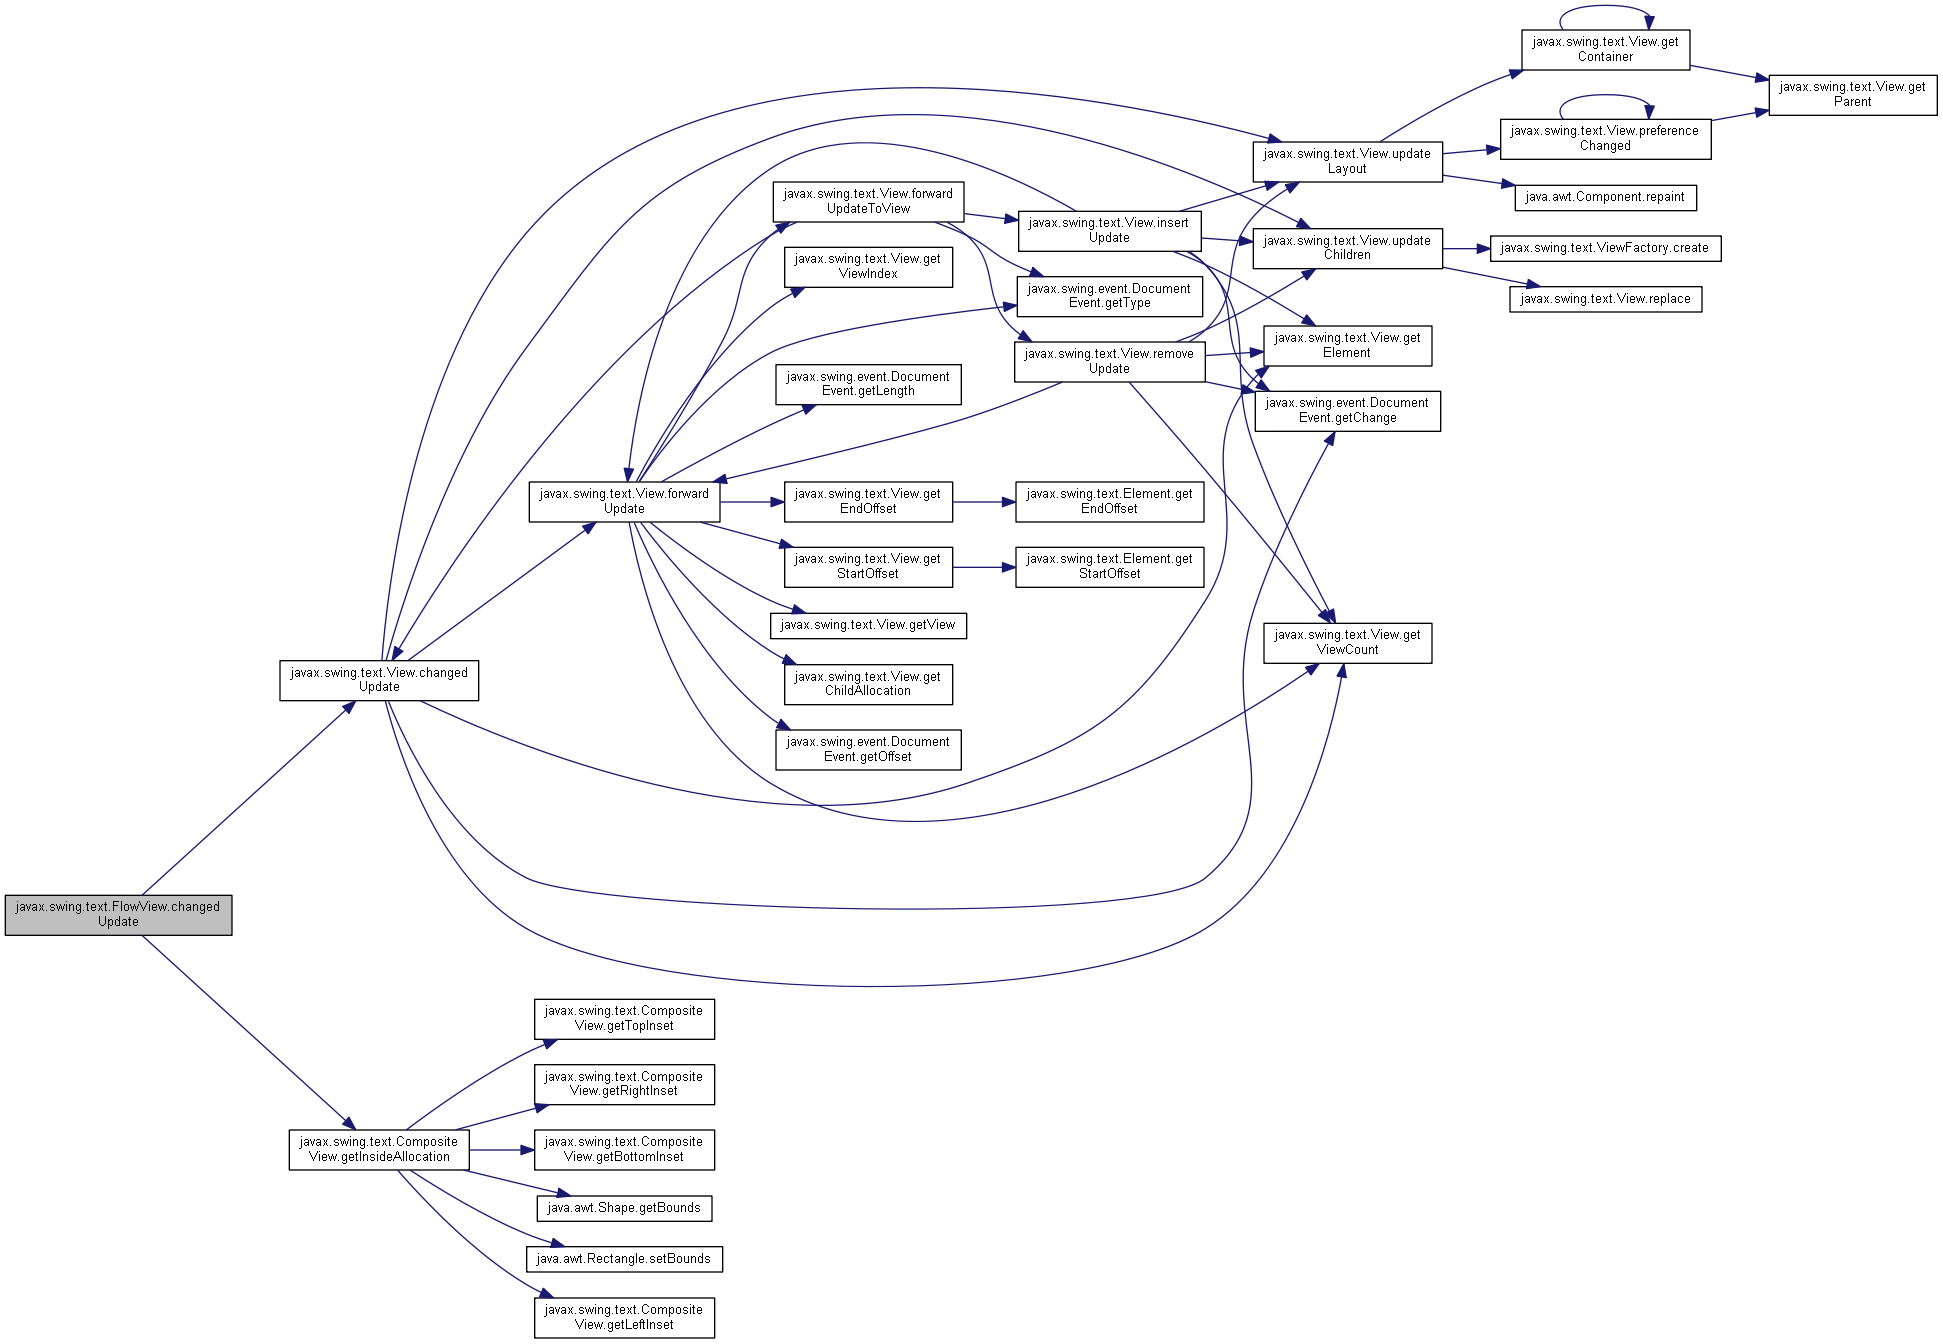 javax.swing.text.View.get
Container
javax.swing.text.View.get
Parent
javax.swing.text.View.preference
Changed
javax.swing.text.View.update
Layout
java.awt.Component.repaint
javax.swing.text.View.forward
UpdateToView
javax.swing.text.View.insert
Update
javax.swing.text.View.update
Children
javax.swing.text.ViewFactory.create
javax.swing.text.View.get
ViewIndex
javax.swing.event.Document
Event.getType
javax.swing.text.View.replace
javax.swing.text.View.get
Element
javax.swing.text.View.remove
Update
javax.swing.event.Document
Event.getLength
javax.swing.event.Document
Event.getChange
javax.swing.text.View.forward
Update
javax.swing.text.View.get
EndOffset
javax.swing.text.Element.get
EndOffset
javax.swing.text.View.get
StartOffset
javax.swing.text.Element.get
StartOffset
javax.swing.text.View.getView
javax.swing.text.View.get
ViewCount
javax.swing.text.View.changed
Update
javax.swing.text.View.get
ChildAllocation
javax.swing.event.Document
Event.getOffset
javax.swing.text.FlowView.changed
Update
javax.swing.text.Composite
View.getTopInset
javax.swing.text.Composite
View.getRightInset
javax.swing.text.Composite
View.getInsideAllocation
javax.swing.text.Composite
View.getBottomInset
java.awt.Shape.getBounds
java.awt.Rectangle.setBounds
javax.swing.text.Composite
View.getLeftInset